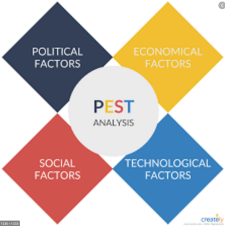 POLITICAL
FACTORS
ECONOMICAL
FACTORS
PEST
ANALYSIS
SOCIAL
FACTORS
TECHNOLOGICAL
FACTORS
creately